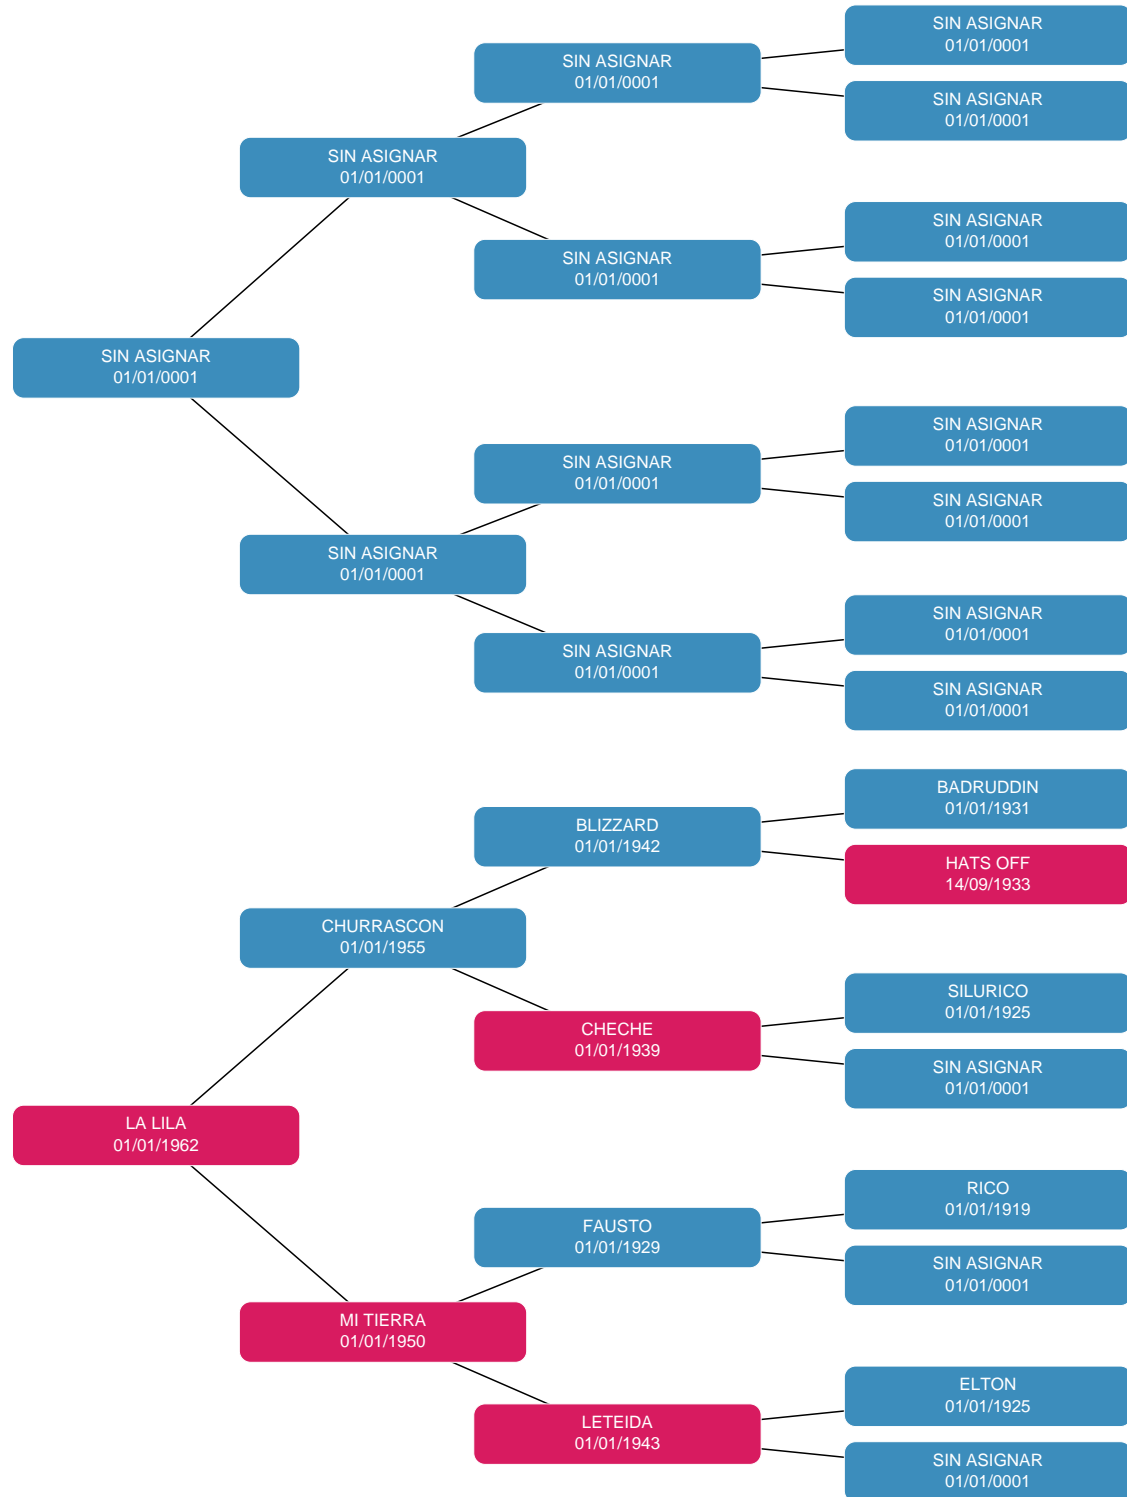 SIN ASIGNAR
01/01/0001
SIN ASIGNAR
01/01/0001
SIN ASIGNAR
01/01/0001
SIN ASIGNAR
01/01/0001
SIN ASIGNAR
01/01/0001
SIN ASIGNAR
01/01/0001
SIN ASIGNAR
01/01/0001
SIN ASIGNAR
01/01/0001
SIN ASIGNAR
01/01/0001
SIN ASIGNAR
01/01/0001
SIN ASIGNAR
01/01/0001
SIN ASIGNAR
01/01/0001
SIN ASIGNAR
01/01/0001
SIN ASIGNAR
01/01/0001
SIN ASIGNAR
01/01/0001
BADRUDDIN
01/01/1931
BLIZZARD
01/01/1942
HATS OFF
14/09/1933
CHURRASCON
01/01/1955
SILURICO
01/01/1925
CHECHE
01/01/1939
SIN ASIGNAR
01/01/0001
LA LILA
01/01/1962
RICO
01/01/1919
FAUSTO
01/01/1929
SIN ASIGNAR
01/01/0001
MI TIERRA
01/01/1950
ELTON
01/01/1925
LETEIDA
01/01/1943
SIN ASIGNAR
01/01/0001